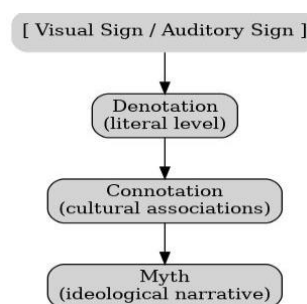 [ Visual Sign / Auditory Sign ]
Denotation
(literal level)
Connotation
(cultural associations)
Myth
(ideological narrative)